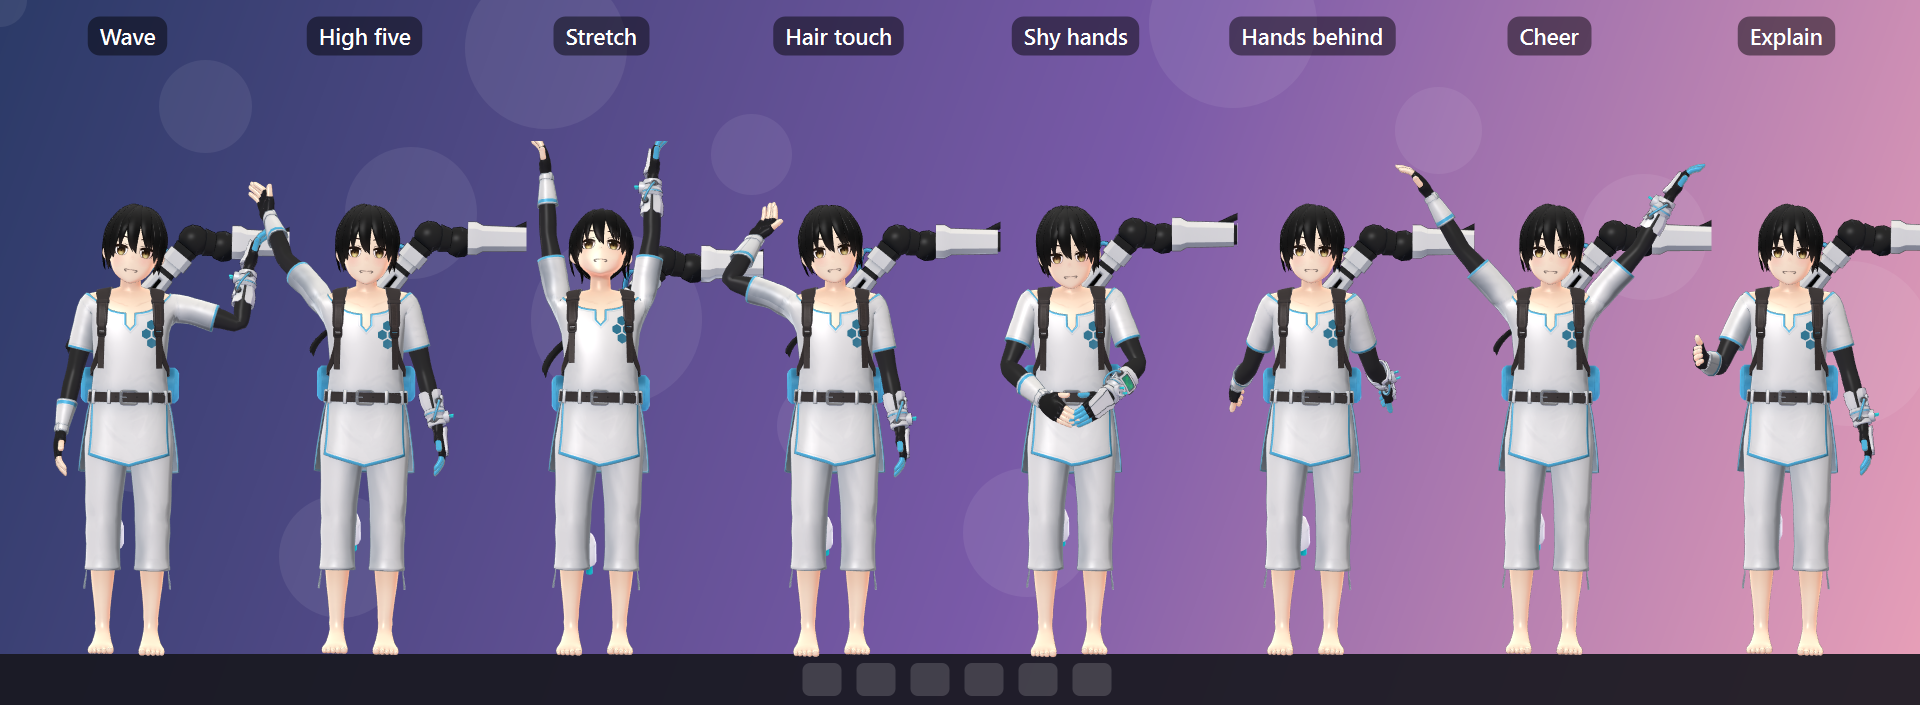 Wave
High five
Stretch
Hair touch
Shy hands
Hands behind
Cheer
Explain